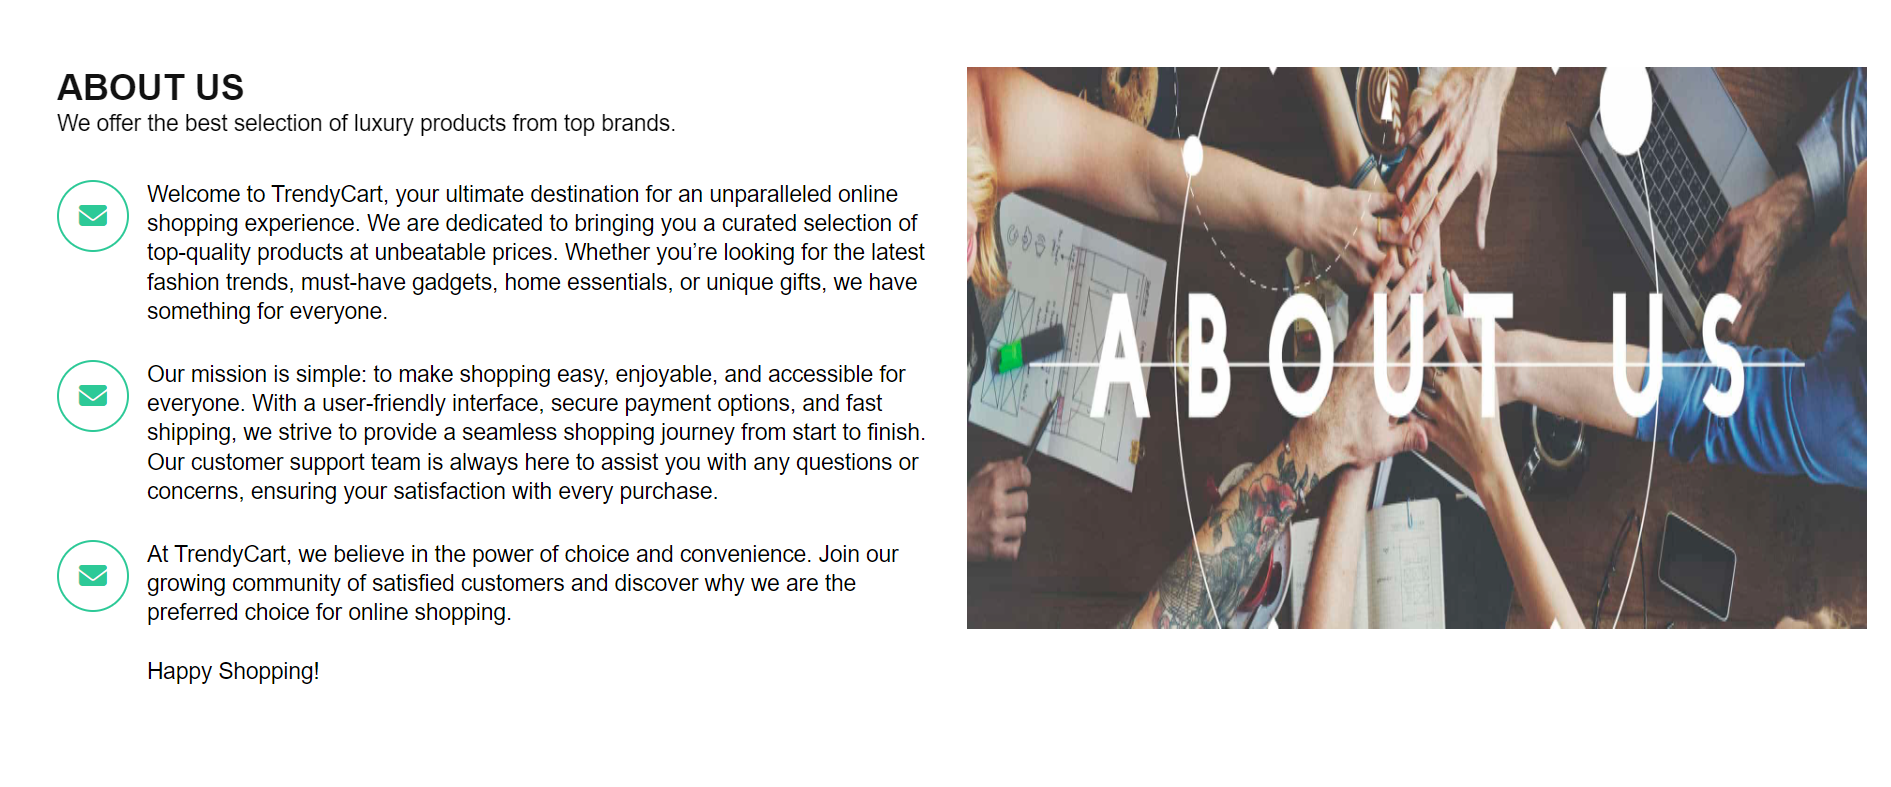 ABOUT US
We offer the best selection of luxury products from top brands.
Welcome to TrendyCart, your ultimate destination for an unparalleled online
shopping experience. We are dedicated to bringing you a curated selection of
top-quality products at unbeatable prices. Whether you’re looking for the latest
fashion trends, must-have gadgets, home essentials, or unique gifts, we have
something for everyone.
Our mission is simple: to make shopping easy, enjoyable, and accessible for
everyone. With a user-friendly interface, secure payment options, and fast
shipping, we strive to provide a seamless shopping journey from start to finish.
Our customer support team is always here to assist you with any questions or
concerns, ensuring your satisfaction with every purchase.
At TrendyCart, we believe in the power of choice and convenience. Join our
growing community of satisfied customers and discover why we are the
preferred choice for online shopping.
Happy Shopping!
ABOUT US